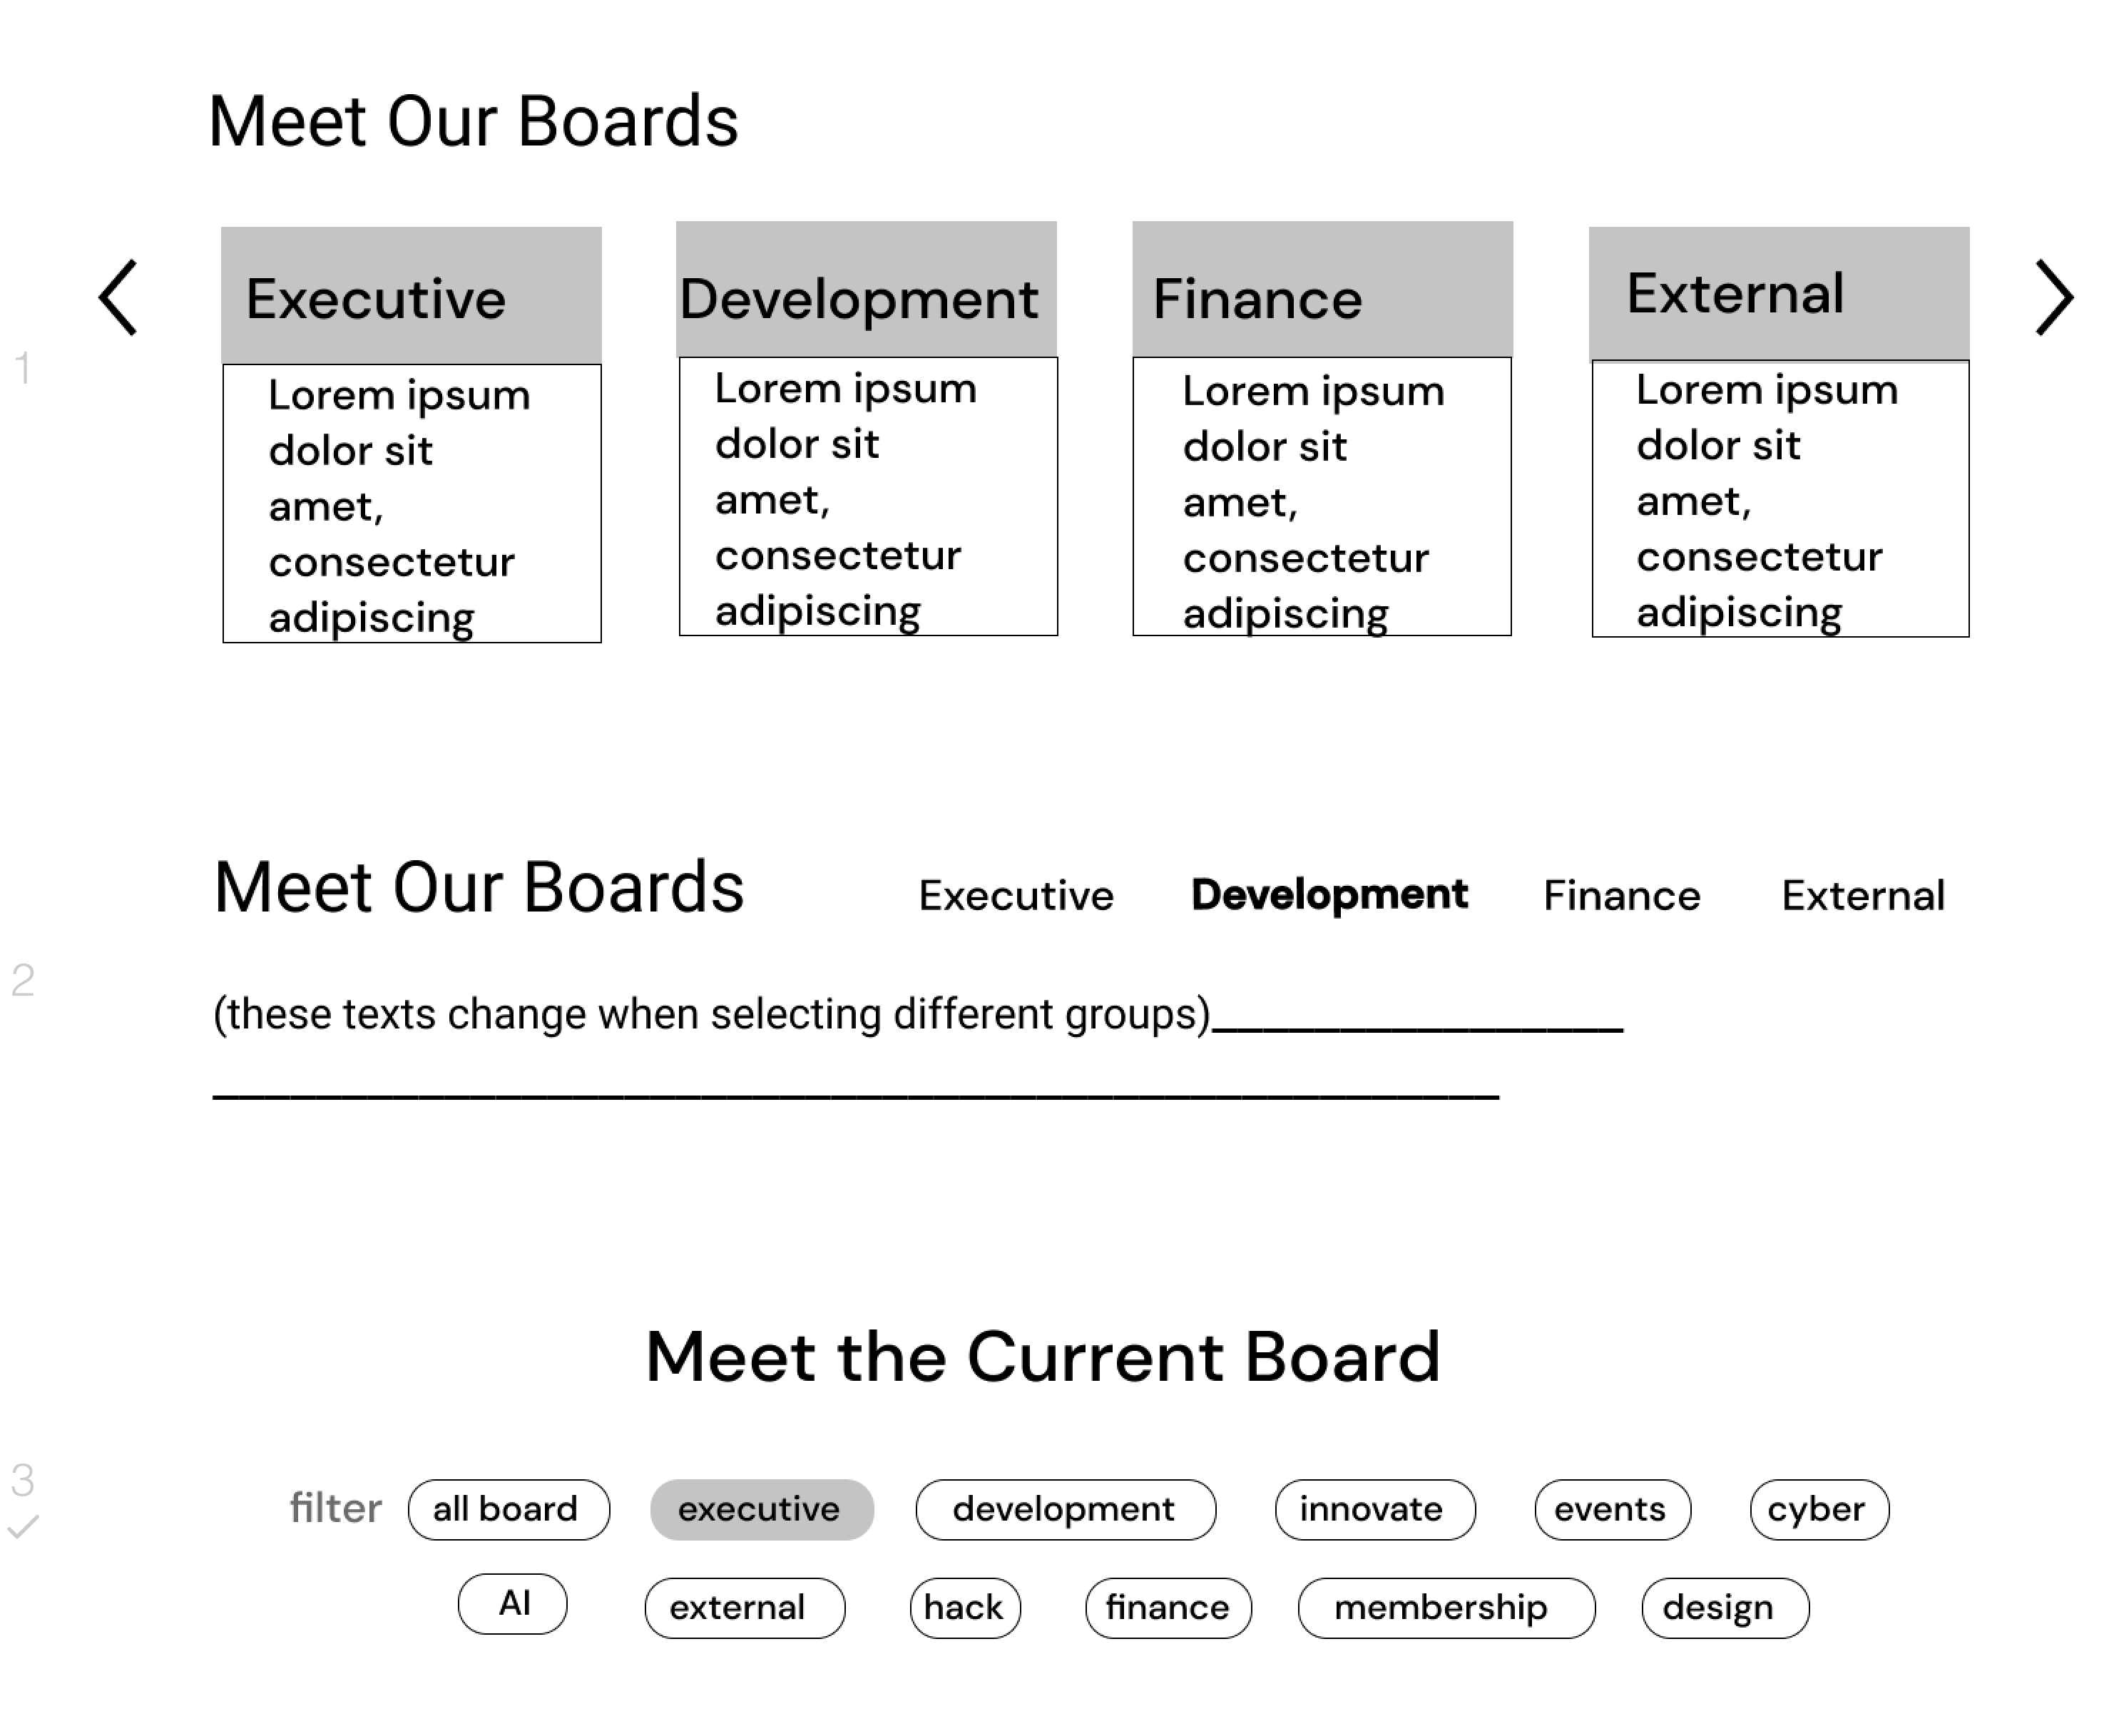 Meet Our Boards
Executive
Lorem ipsum
dolor sit
amet,
consectetur
adipiscing
Development
Lorem ipsum
dolor sit
amet,
consectetur
adipiscing
Finance
Lorem ipsum
dolor sit
amet,
consectetur
adipiscing
External
Lorem ipsum
dolor sit
amet,
consectetur
adipiscing
1
Meet Our Boards Executive Development Finance External
2
(these texts change when selecting different groups)
Meet the Current Board
3
filter all board executive development innovate events cyber
AI external hack finance membership design